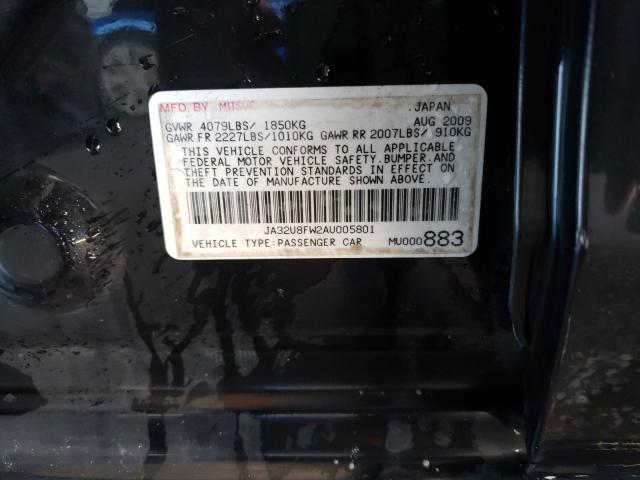 MFD. BY MITSU JAPAN
GVWR 4079LBS/ 1850KG AUG 2009
GAWR FR 2227LBS/1010KG GAWR RR 2007LBS/ 910KG
THIS VEHICLE CONFORMS TO ALL APPLICABLE
FEDERAL MOTOR VEHICLE SAFETY.BUMPER.AND
THEFT PREVENTION STANDARDS IN EFFECT ON
THE DATE OF MANUFACTURE SHOWN ABOVE.
JA32U8FW2AU005801
VEHICLE TYPE:PASSENGER CAR MU000883